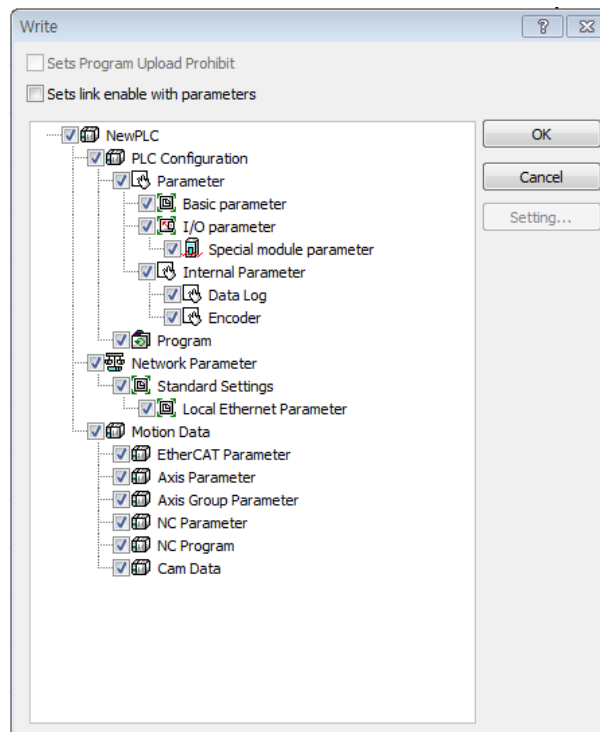 Write
Sets Program Upload Prohibit
Sets link enable with parameters
NewPLC
PLC Configuration
Parameter
Basic parameter
I/O parameter
Special module parameter
Internal Parameter
Data Log
Encoder
Program
Network Parameter
Standard Settings
Local Ethernet Parameter
Motion Data
EtherCAT Parameter
Axis Parameter
Axis Group Parameter
NC Parameter
NC Program
Cam Data
OK
Cancel
Setting...